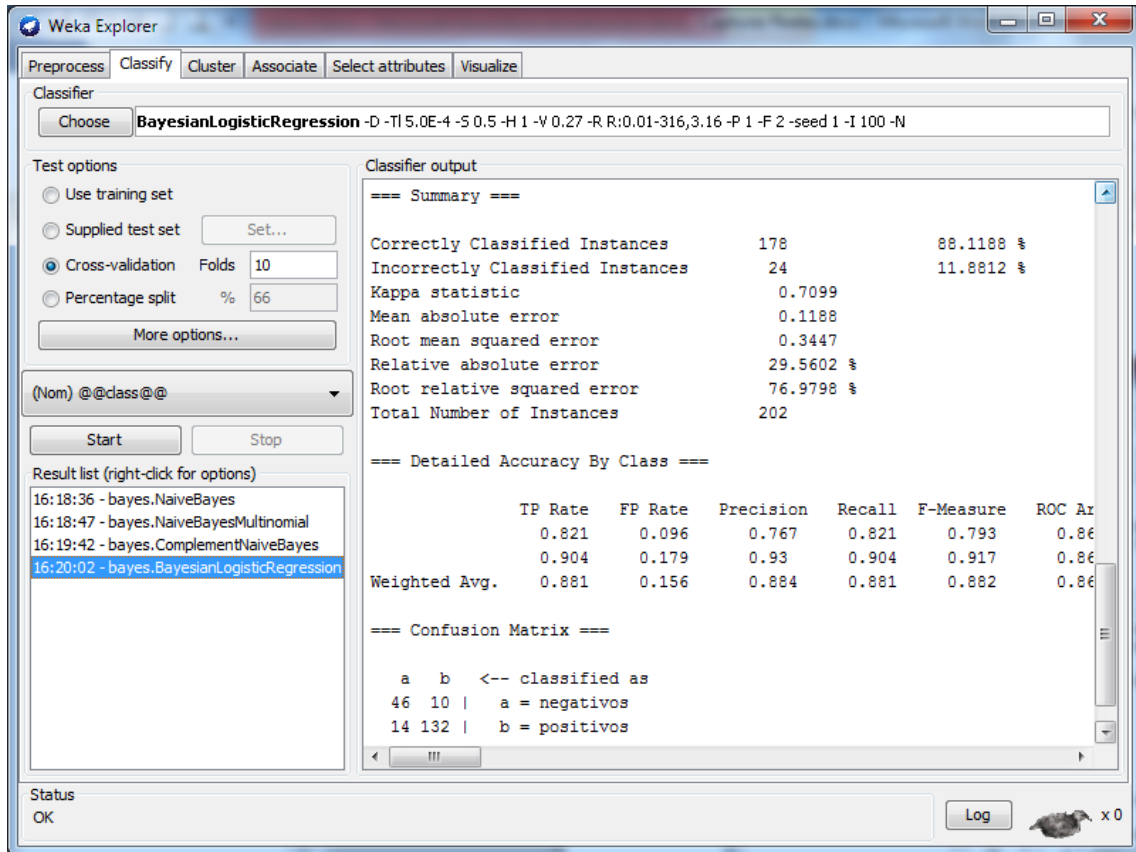 Weka Explorer
Preprocess Classify Cluster Associate Select attributes Visualize
Classifier
Choose BayesianLogisticRegression -D -Tl 5.0E-4 -S 0.5 -H 1 -V 0.27 -R R:0.01-316,3.16 -P 1 -F 2 -seed 1 -I 100 -N
Test options
Use training set
Supplied test set Set...
Cross-validation Folds 10
Percentage split % 66
More options...
(Nom) @@class@@
Start Stop
Result list (right-click for options)
16:18:36 - bayes.NaiveBayes
16:18:47 - bayes.NaiveBayesMultinomial
16:19:42 - bayes.ComplementNaiveBayes
16:20:02 - bayes.BayesianLogisticRegression
Classifier output
=== Summary ===
Correctly Classified Instances 178 88.1188 %
Incorrectly Classified Instances 24 11.8812 %
Kappa statistic 0.7099
Mean absolute error 0.1188
Root mean squared error 0.3447
Relative absolute error 29.5602 %
Root relative squared error 76.9798 %
Total Number of Instances 202
=== Detailed Accuracy By Class ===
TP Rate FP Rate Precision Recall F-Measure ROC Ar
0.821 0.096 0.767 0.821 0.793 0.86
0.904 0.179 0.93 0.904 0.917 0.86
Weighted Avg. 0.881 0.156 0.884 0.881 0.882 0.86
=== Confusion Matrix ===
a b <-- classified as
46 10 | a = negativos
14 132 | b = positivos
Status
OK
Log x 0